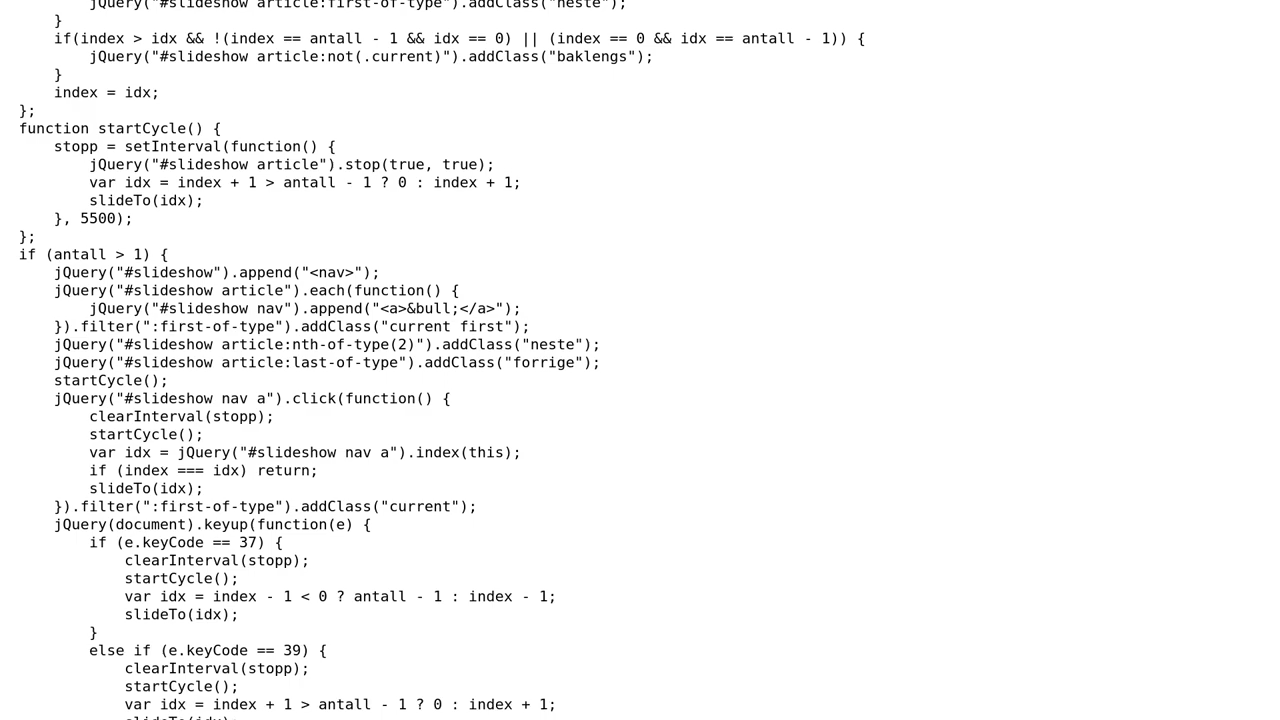 jQuery("#slideshow article:first-of-type").addClass("neste");
    }
    if(index > idx && !(index == antall - 1 && idx == 0) || (index == 0 && idx == antall - 1)) {
        jQuery("#slideshow article:not(.current)").addClass("baklengs");
    }
    index = idx;
};
function startCycle() {
    stopp = setInterval(function() {
        jQuery("#slideshow article").stop(true, true);
        var idx = index + 1 > antall - 1 ? 0 : index + 1;
        slideTo(idx);
    }, 5500);
};
if (antall > 1) {
    jQuery("#slideshow").append("<nav>");
    jQuery("#slideshow article").each(function() {
        jQuery("#slideshow nav").append("<a>&bull;</a>");
    }).filter(":first-of-type").addClass("current first");
    jQuery("#slideshow article:nth-of-type(2)").addClass("neste");
    jQuery("#slideshow article:last-of-type").addClass("forrige");
    startCycle();
    jQuery("#slideshow nav a").click(function() {
        clearInterval(stopp);
        startCycle();
        var idx = jQuery("#slideshow nav a").index(this);
        if (index === idx) return;
        slideTo(idx);
    }).filter(":first-of-type").addClass("current");
    jQuery(document).keyup(function(e) {
        if (e.keyCode == 37) {
            clearInterval(stopp);
            startCycle();
            var idx = index - 1 < 0 ? antall - 1 : index - 1;
            slideTo(idx);
        }
        else if (e.keyCode == 39) {
            clearInterval(stopp);
            startCycle();
            var idx = index + 1 > antall - 1 ? 0 : index + 1;
            slideTo(idx);